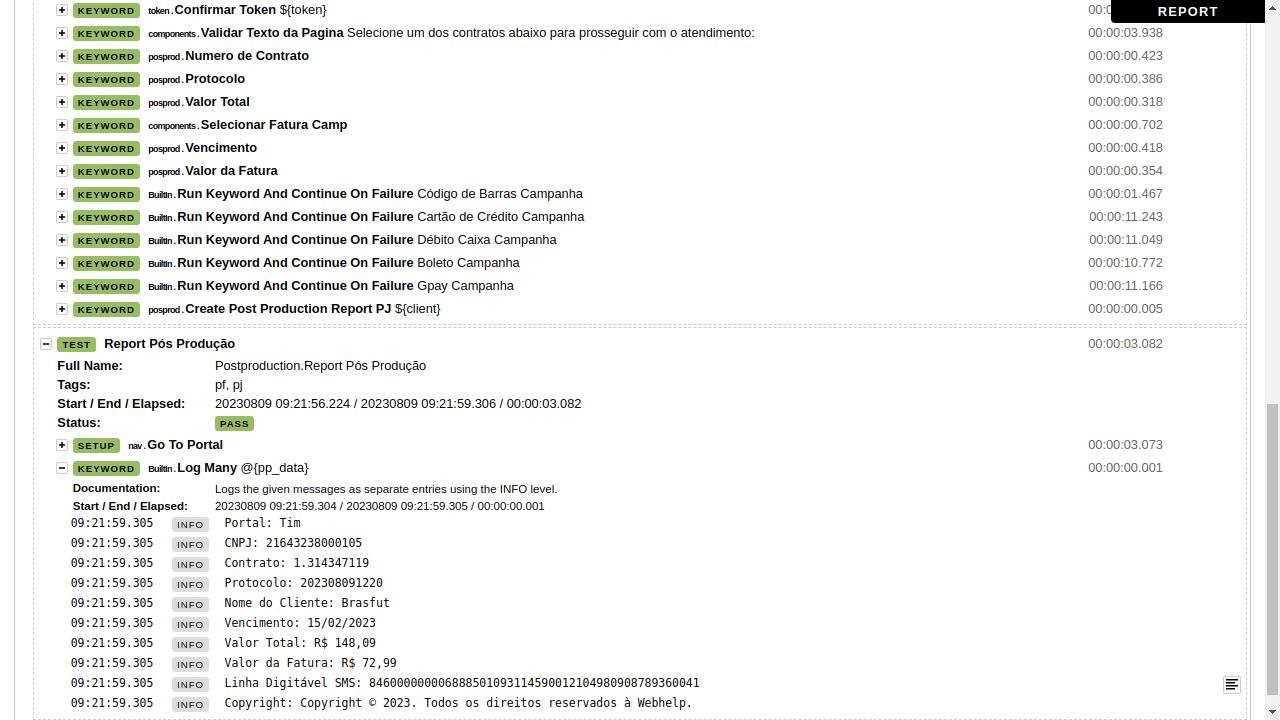 KEYWORD token.Confirmar Token ${token} 00:0
REPORT
KEYWORD components.Validar Texto da Pagina Selecione um dos contratos abaixo para prosseguir com o atendimento: 00:00:03.938
KEYWORD posprod.Numero de Contrato 00:00:00.423
KEYWORD posprod.Protocolo 00:00:00.386
KEYWORD posprod.Valor Total 00:00:00.318
KEYWORD components.Selecionar Fatura Camp 00:00:00.702
KEYWORD posprod.Vencimento 00:00:00.418
KEYWORD posprod.Valor da Fatura 00:00:00.354
KEYWORD BuiltIn.Run Keyword And Continue On Failure Código de Barras Campanha 00:00:01.467
KEYWORD BuiltIn.Run Keyword And Continue On Failure Cartão de Crédito Campanha 00:00:11.243
KEYWORD BuiltIn.Run Keyword And Continue On Failure Débito Caixa Campanha 00:00:11.049
KEYWORD BuiltIn.Run Keyword And Continue On Failure Boleto Campanha 00:00:10.772
KEYWORD BuiltIn.Run Keyword And Continue On Failure Gpay Campanha 00:00:11.166
KEYWORD posprod.Create Post Production Report PJ ${client} 00:00:00.005
TEST Report Pós Produção 00:00:03.082
Full Name: Postproduction.Report Pós Produção
Tags: pf, pj
Start / End / Elapsed: 20230809 09:21:56.224 / 20230809 09:21:59.306 / 00:00:03.082
Status: PASS
SETUP nav.Go To Portal 00:00:03.073
KEYWORD BuiltIn.Log Many @{pp_data} 00:00:00.001
Documentation: Logs the given messages as separate entries using the INFO level.
Start / End / Elapsed: 20230809 09:21:59.304 / 20230809 09:21:59.305 / 00:00:00.001
09:21:59.305 INFO Portal: Tim
09:21:59.305 INFO CNPJ: 21643238000105
09:21:59.305 INFO Contrato: 1.314347119
09:21:59.305 INFO Protocolo: 202308091220
09:21:59.305 INFO Nome do Cliente: Brasfut
09:21:59.305 INFO Vencimento: 15/02/2023
09:21:59.305 INFO Valor Total: R$ 148,09
09:21:59.305 INFO Valor da Fatura: R$ 72,99
09:21:59.305 INFO Linha Digitável SMS: 846000000006888501093114590012104980908789360041
09:21:59.305 INFO Copyright: Copyright © 2023. Todos os direitos reservados à Webhelp.